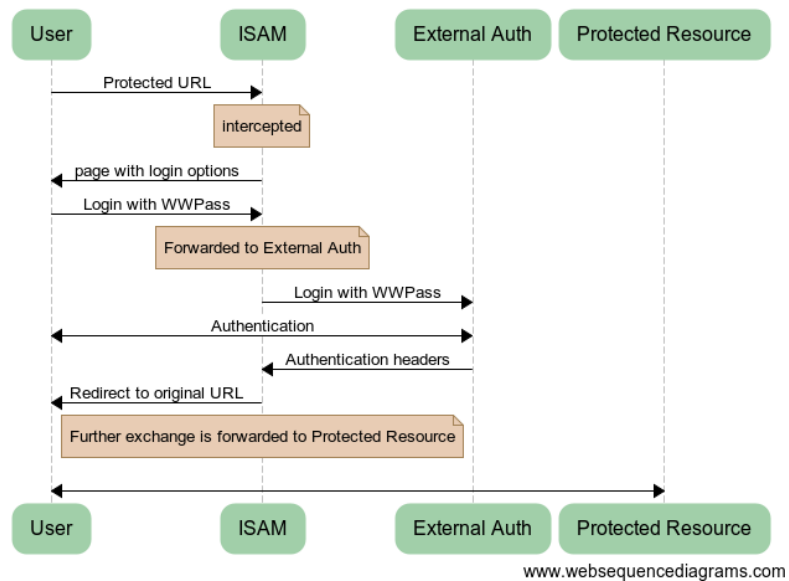 User ISAM External Auth Protected Resource
Protected URL
intercepted
page with login options
Login with WWPass
Forwarded to External Auth
Login with WWPass
Authentication
Authentication headers
Redirect to original URL
Further exchange is forwarded to Protected Resource
User ISAM External Auth Protected Resource
www.websequencediagrams.com